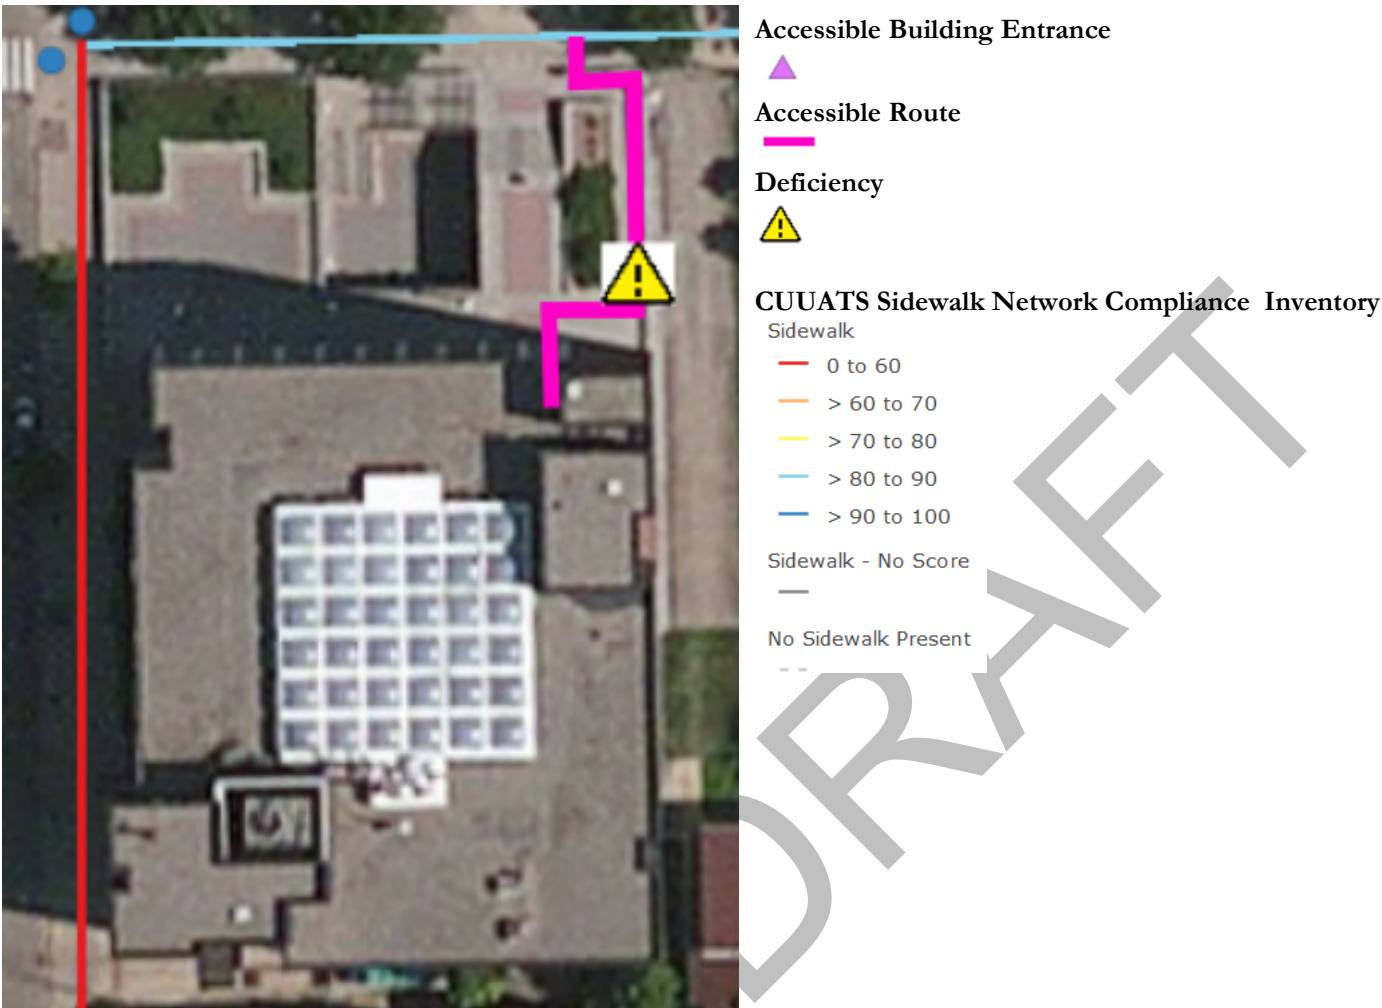 Accessible Building Entrance
Accessible Route
Deficiency
CUUATS Sidewalk Network Compliance Inventory
Sidewalk
0 to 60
> 60 to 70
> 70 to 80
> 80 to 90
> 90 to 100
Sidewalk - No Score
No Sidewalk Present
DRAFT